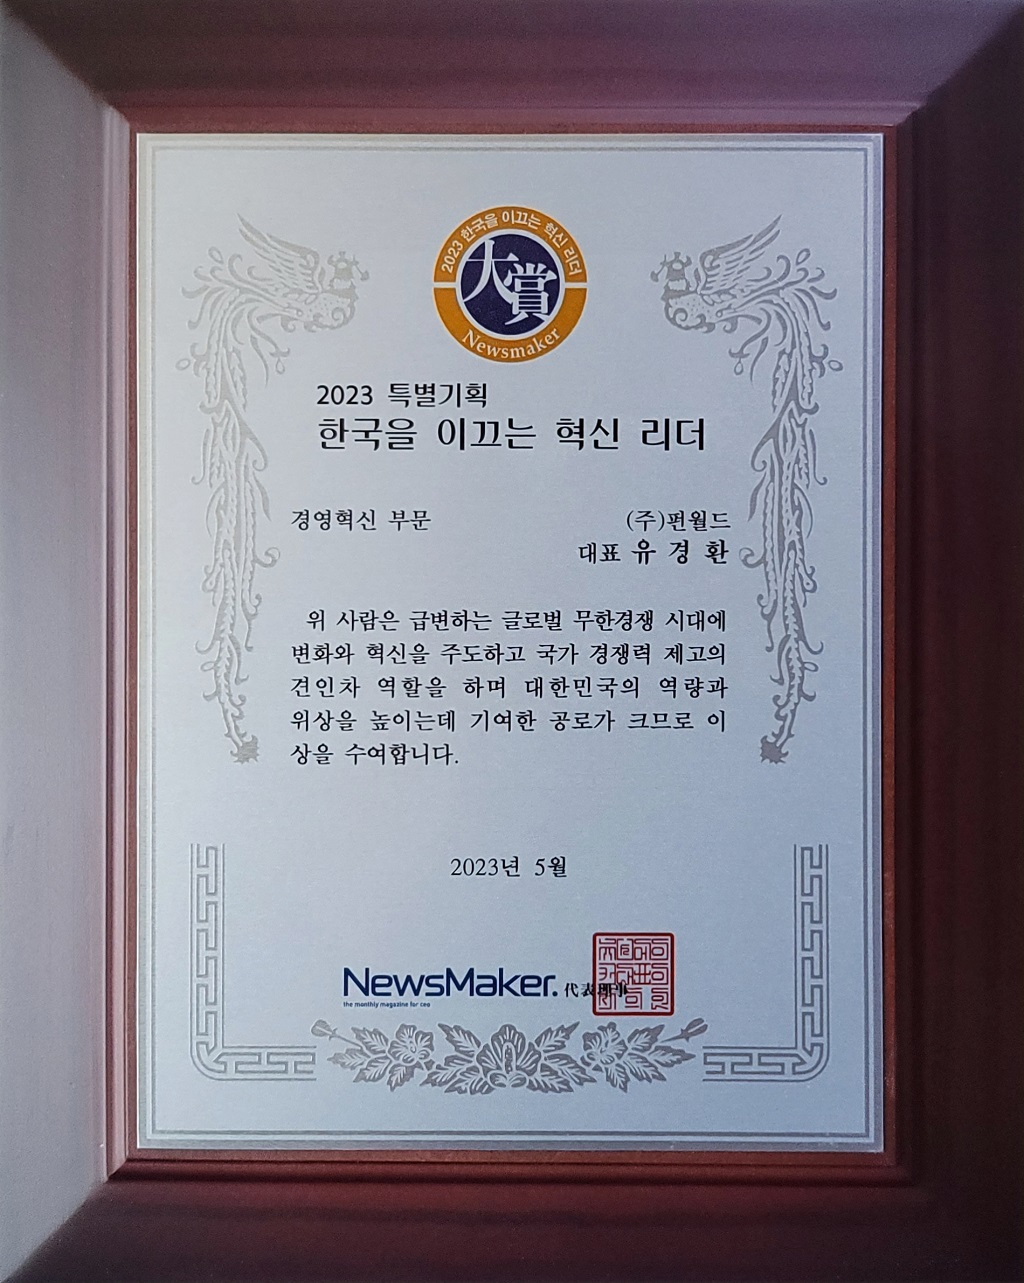 2023 한국을 이끄는 혁신 리더
大賞
Newsmaker
2023 특별기획
한국을 이끄는 혁신 리더
경영혁신 부문
(주)펀월드
대표 유 경 환
위 사람은 급변하는 글로벌 무한경쟁 시대에
변화와 혁신을 주도하고 국가 경쟁력 제고의
견인차 역할을 하며 대한민국의 역량과
위상을 높이는데 기여한 공로가 크므로 이
상을 수여합니다.
2023년 5월
NewsMaker. 代表理事
the monthly magazine for ceo